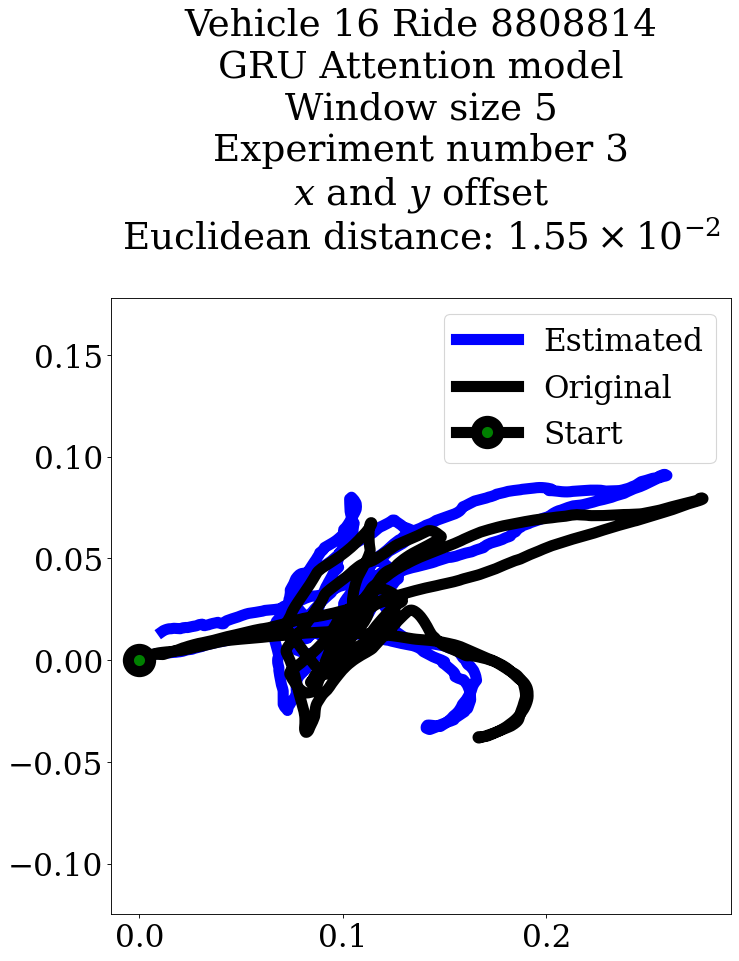 Vehicle 16 Ride 8808814
GRU Attention model
Window size 5
Experiment number 3
x and y offset
Euclidean distance: 1.55 × 10⁻²
Estimated
Original
Start
0.15
0.10
0.05
0.00
−0.05
−0.10
0.0
0.1
0.2